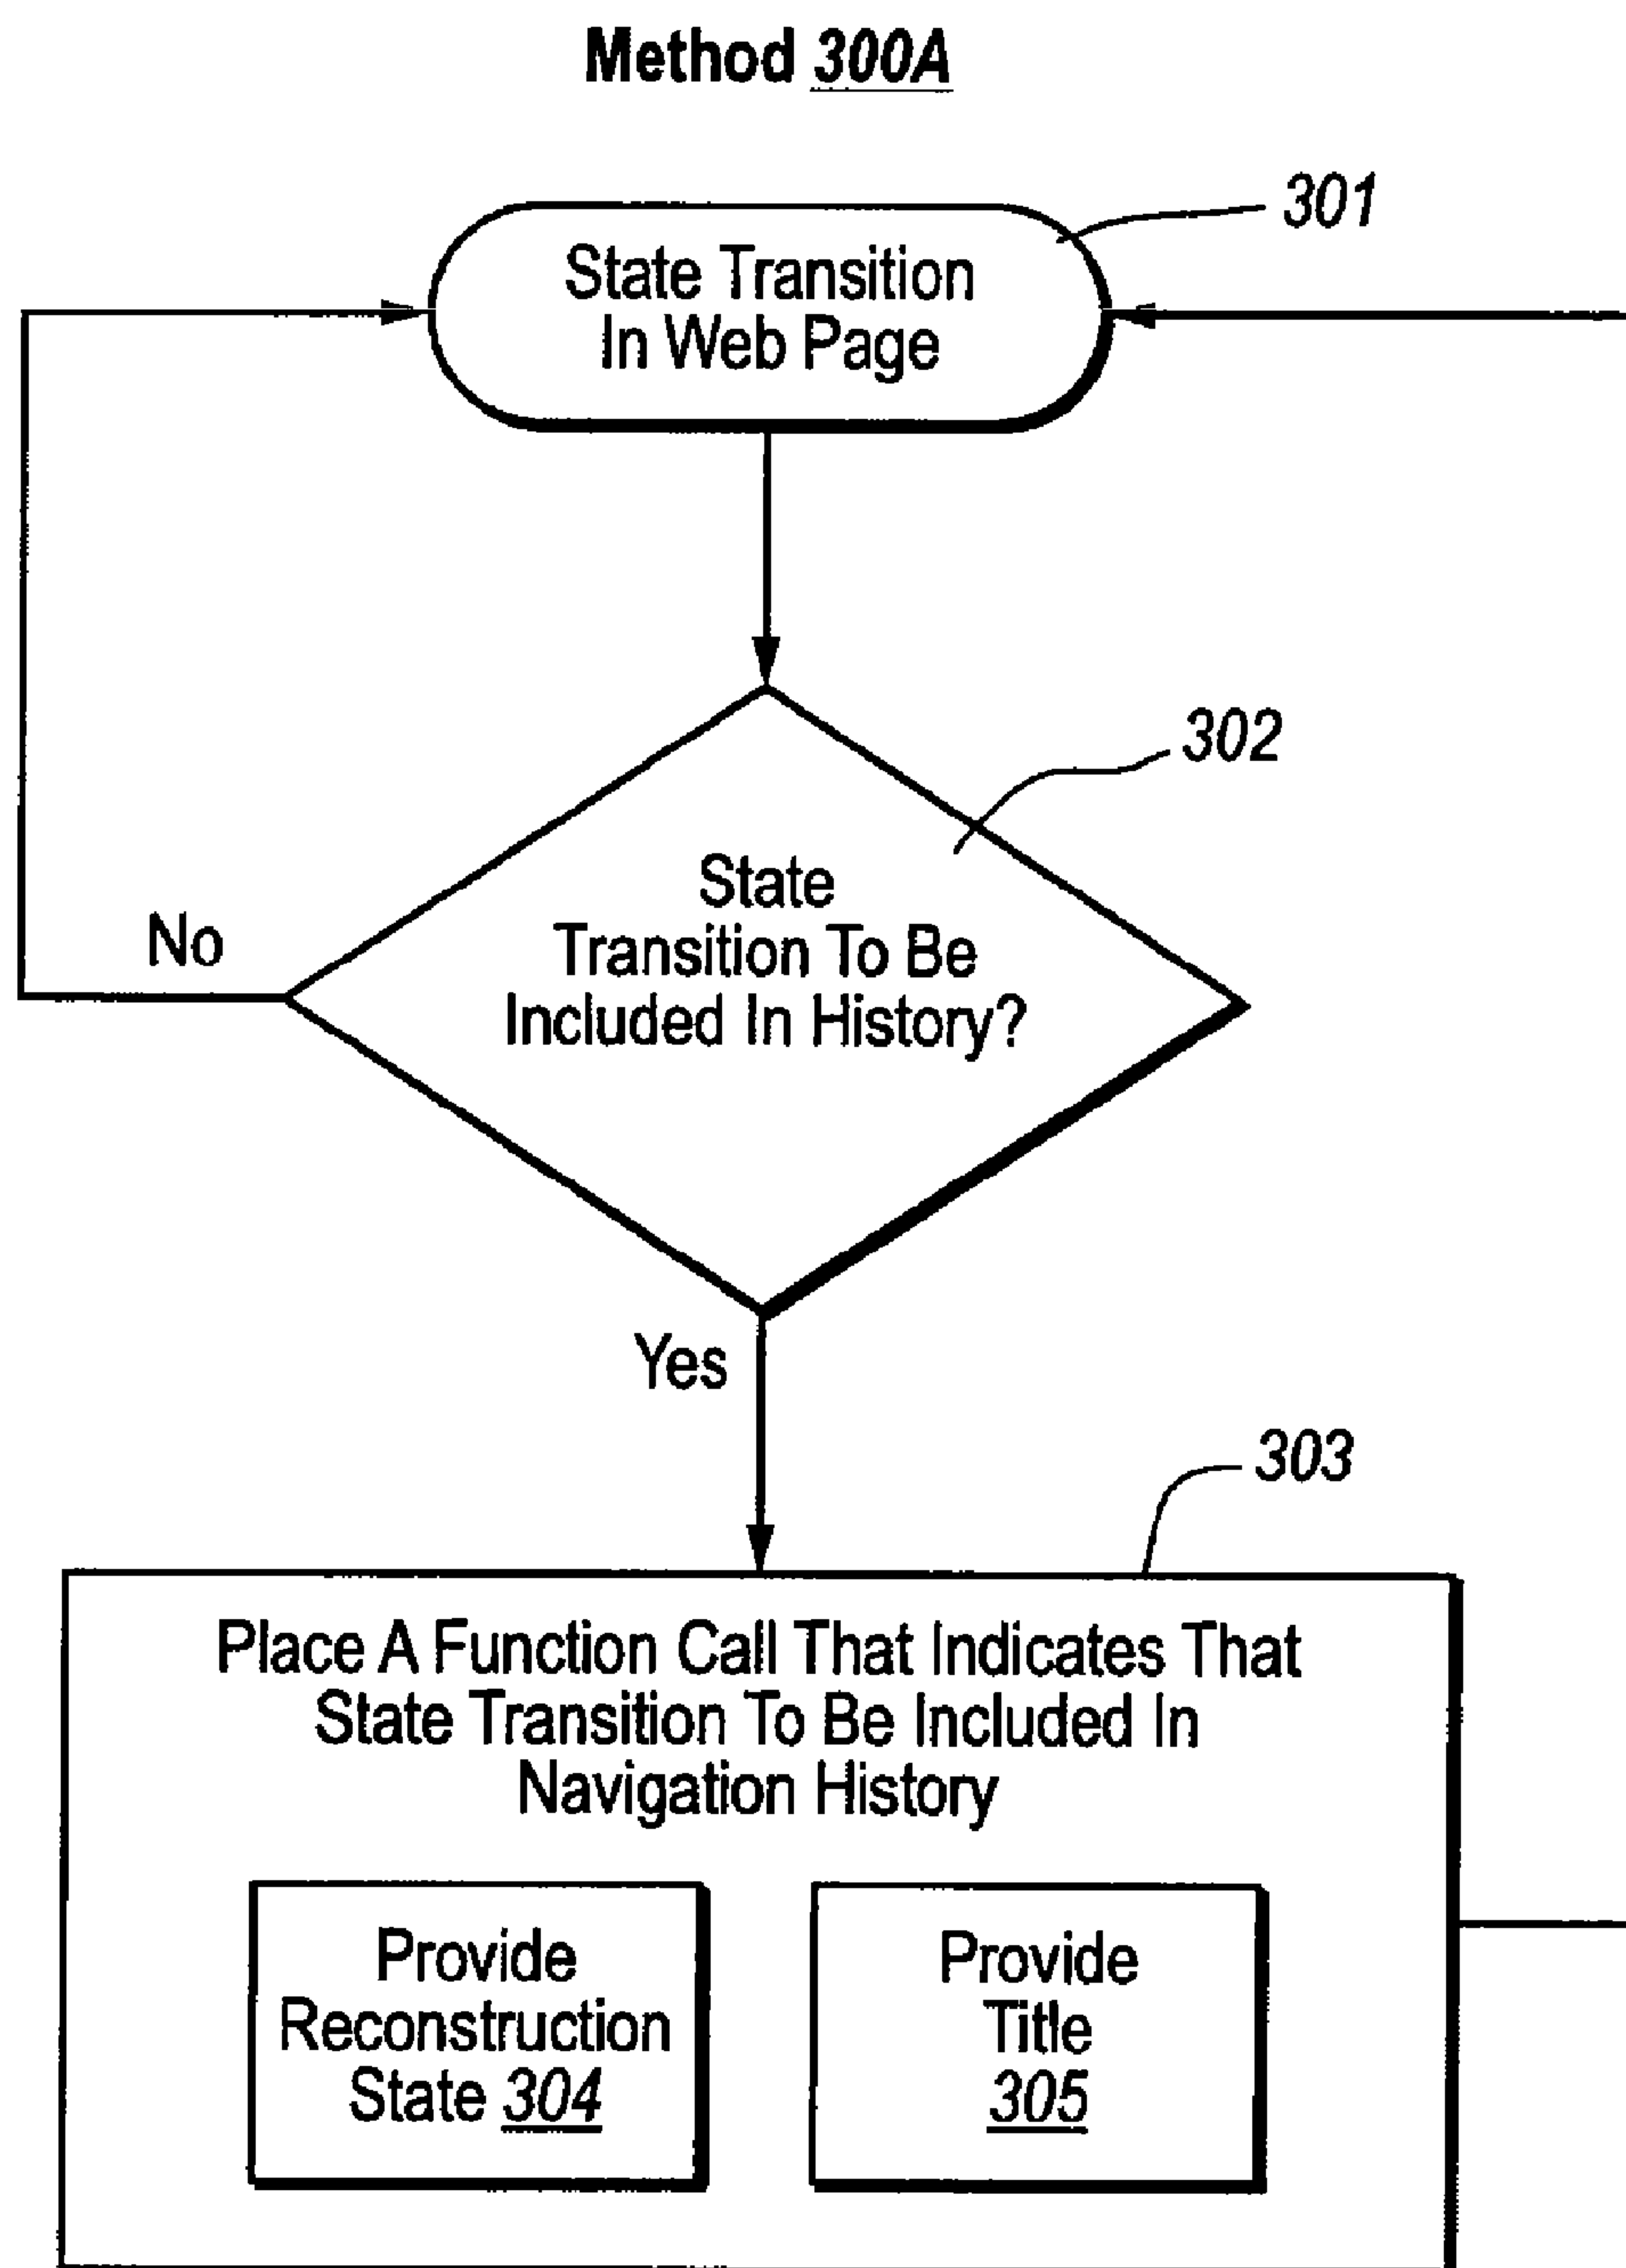 Method 300A
301
State Transition
In Web Page
302
State
Transition To Be
Included In History?
No
Yes
303
Place A Function Call That Indicates That
State Transition To Be Included In
Navigation History
Provide
Reconstruction
State 304
Provide
Title
305